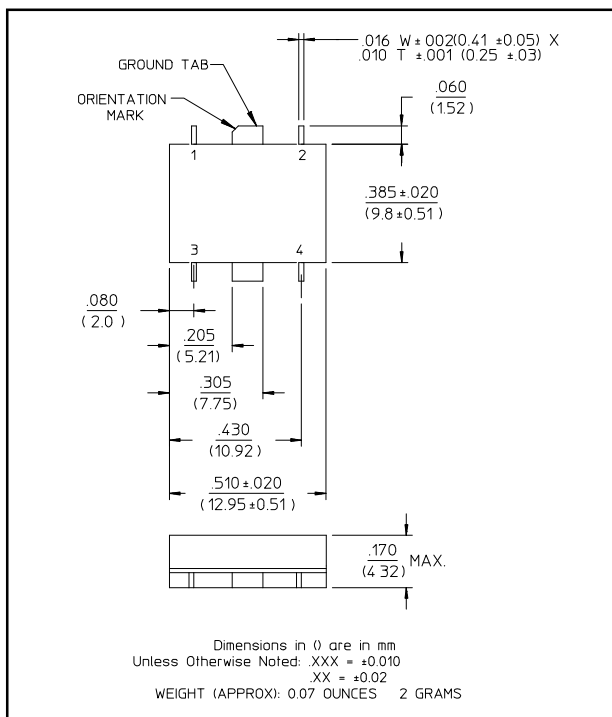 .016 W ±.002(0.41 ±0.05) X
.010 T ±.001 (0.25 ±.03)
GROUND TAB
ORIENTATION
MARK
.060
(1.52)
1
2
.385±.020
(9.8±0.51)
3
4
.080
( 2.0 )
.205
( 5.21)
.305
(7.75)
.430
(10.92)
.510±.020
(12.95±0.51)
.170
(4 32)
MAX.
Dimensions in () are in mm
Unless Otherwise Noted: .XXX = ±0.010
.XX = ±0.02
WEIGHT (APPROX): 0.07 OUNCES 2 GRAMS